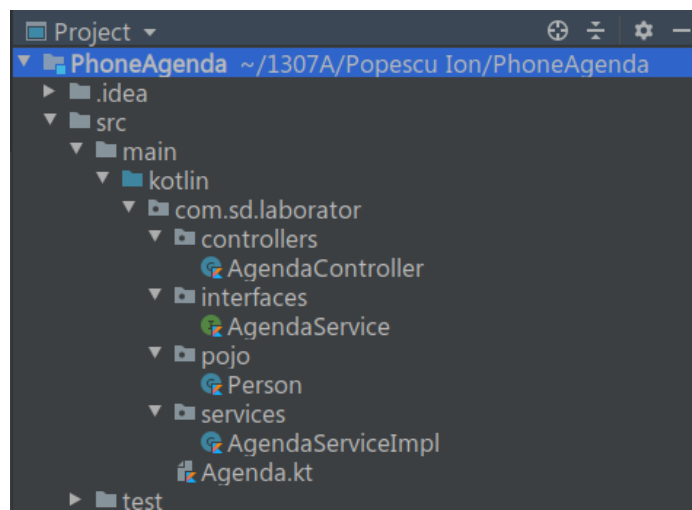 Project
PhoneAgenda ~/1307A/Popescu Ion/PhoneAgenda
.idea
src
main
kotlin
com.sd.laborator
controllers
AgendaController
interfaces
AgendaService
pojo
Person
services
AgendaServiceImpl
Agenda.kt
test